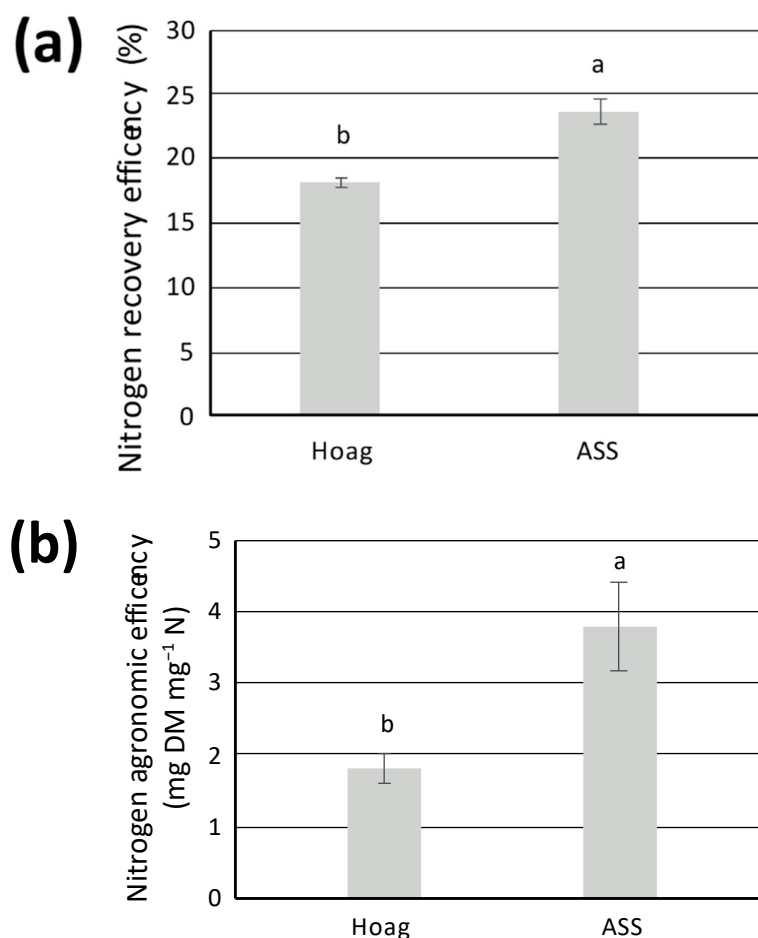 (a)
Nitrogen recovery efficency (%)
30
25
20
15
10
5
0
b
a
Hoag
ASS
(b)
Nitrogen agronomic efficency
(mg DM mg⁻¹ N)
5
4
3
2
1
0
b
a
Hoag
ASS